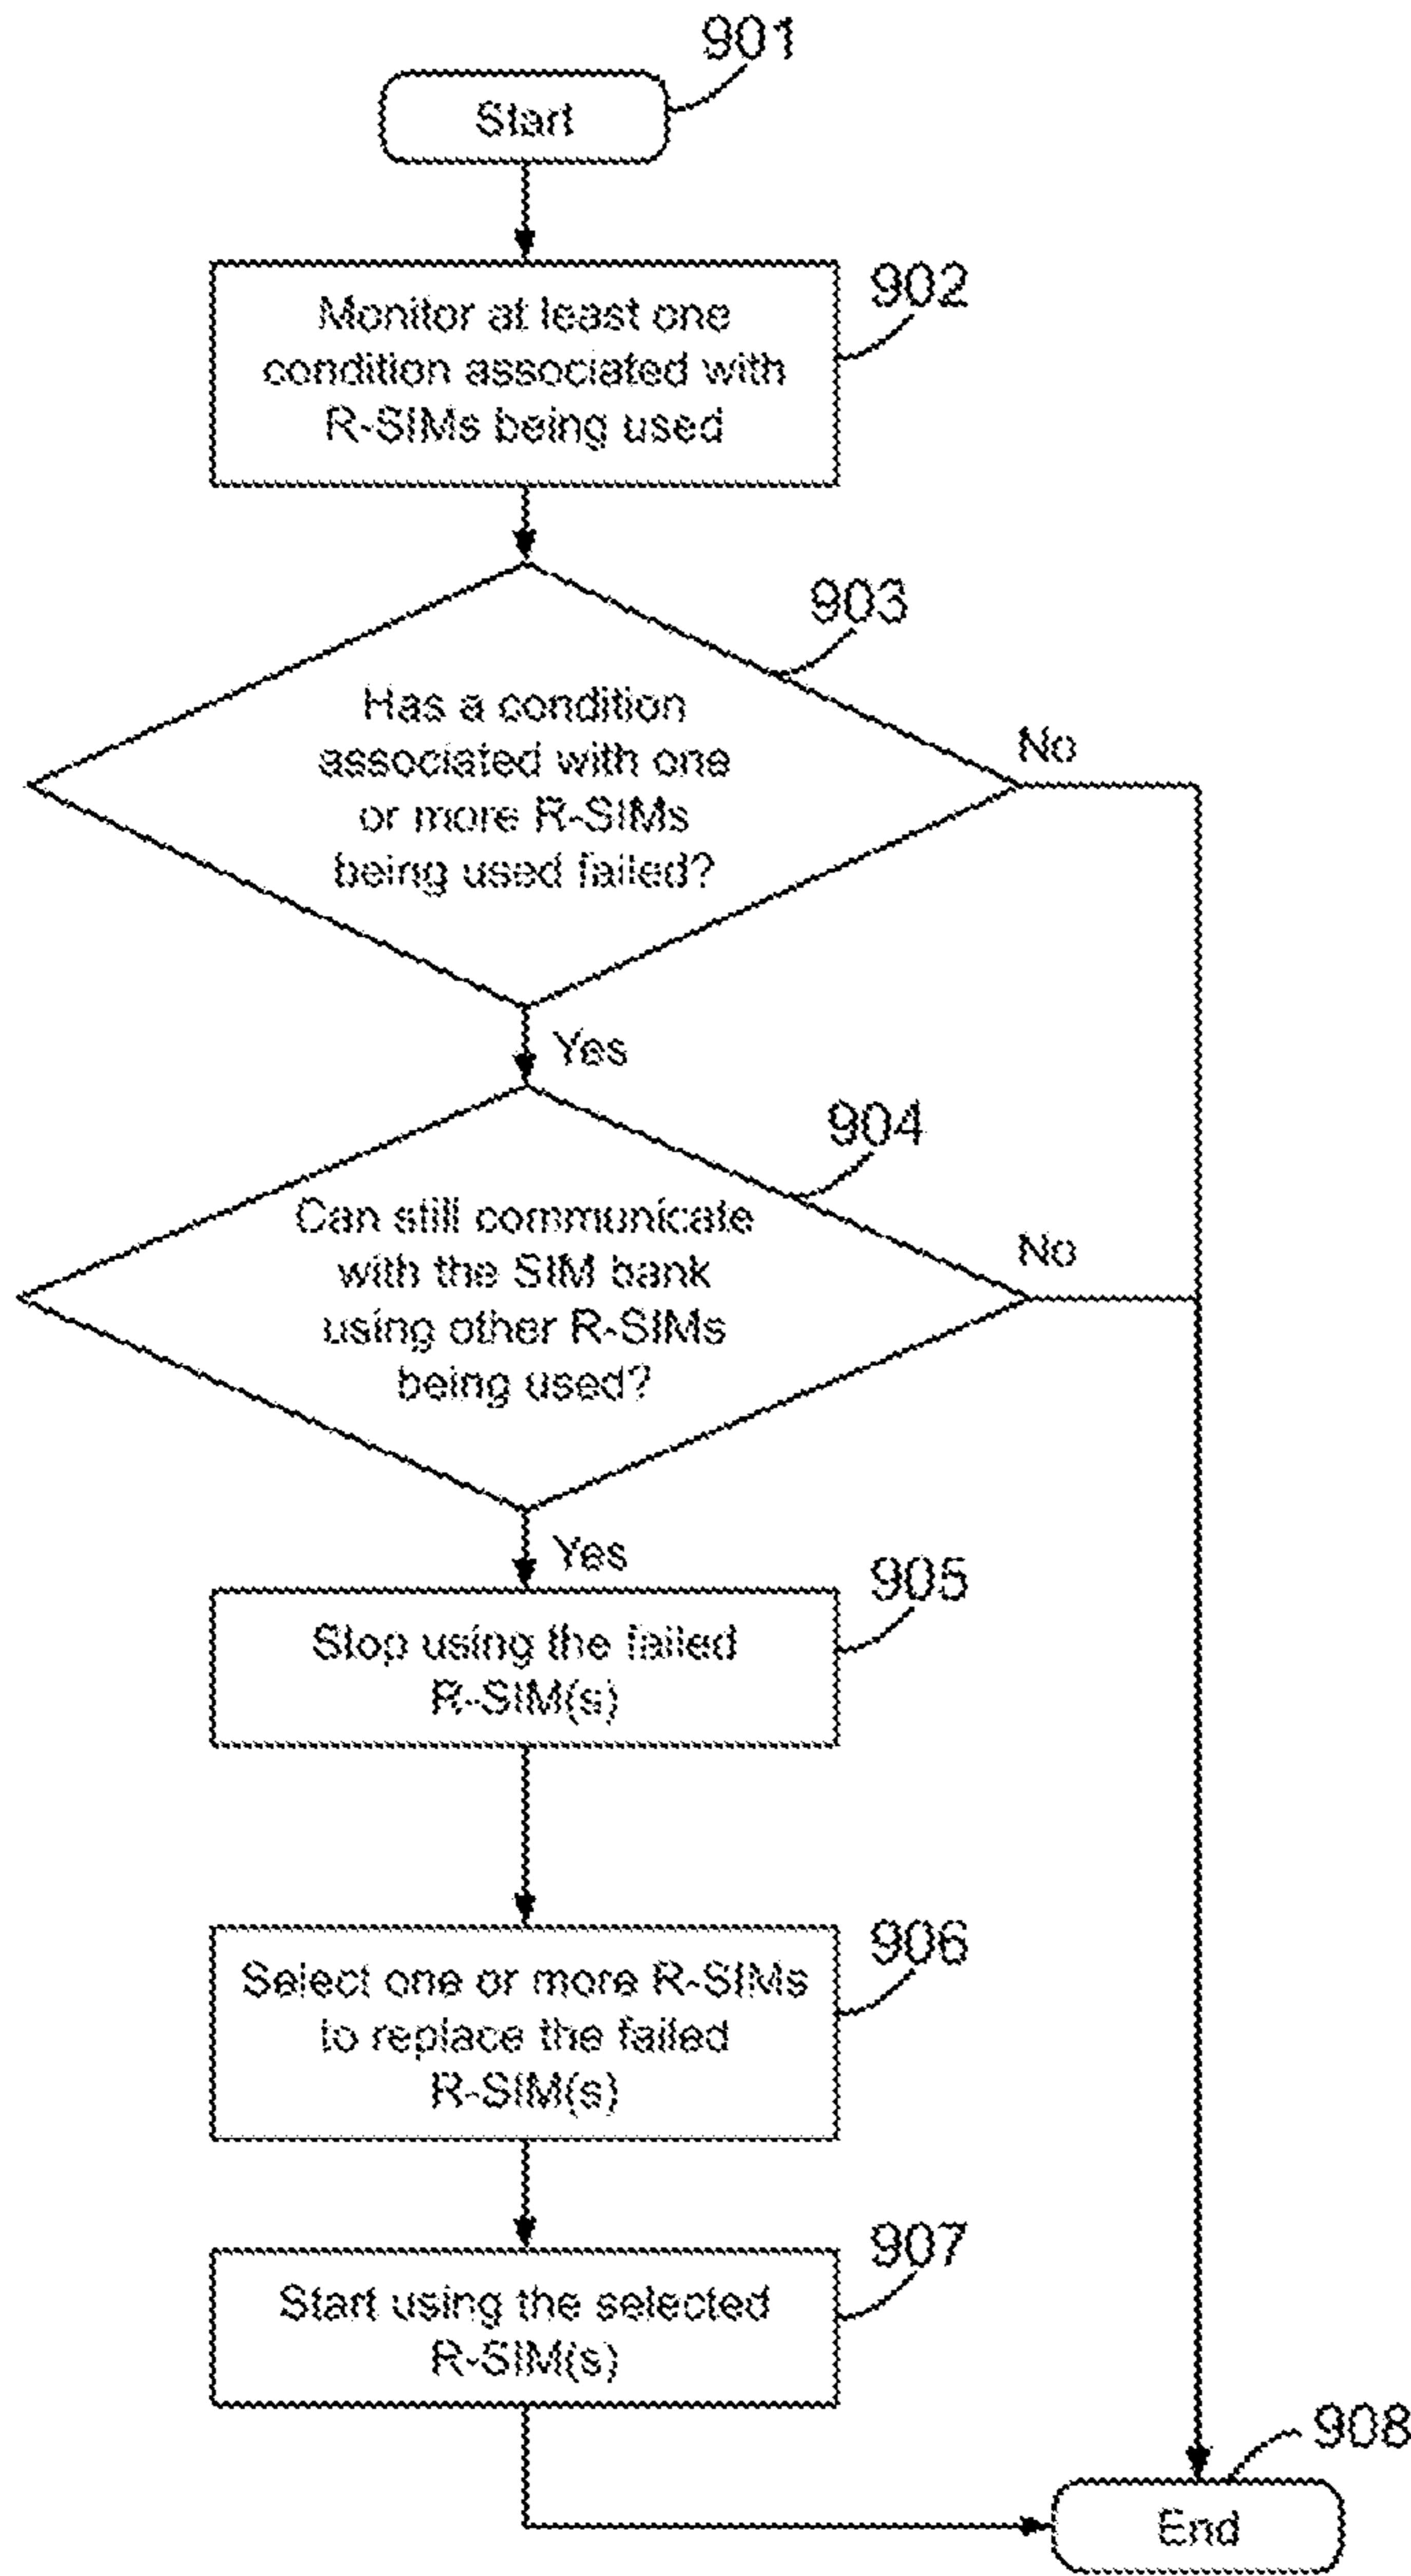 901
Start
902
Monitor at least one
condition associated with
R-SIMs being used
903
Has a condition
associated with one
or more R-SIMs
being used failed?
No
Yes
904
Can still communicate
with the SIM bank
using other R-SIMs
being used?
No
Yes
905
Stop using the failed
R-SIM(s)
906
Select one or more R-SIMs
to replace the failed
R-SIM(s)
907
Start using the selected
R-SIM(s)
908
End